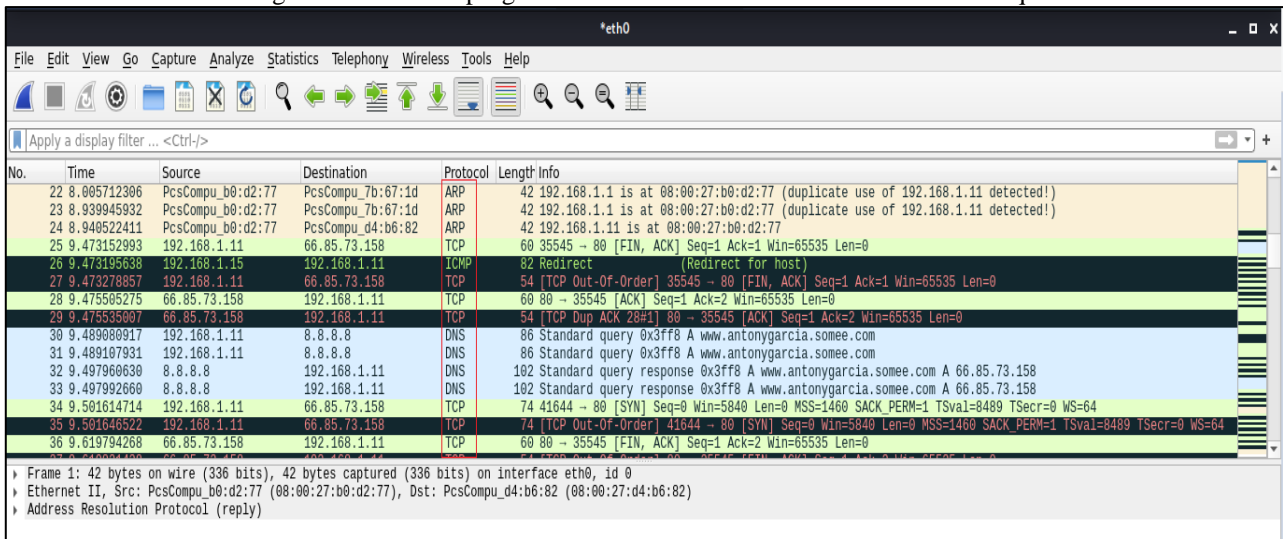 *eth0
File Edit View Go Capture Analyze Statistics Telephony Wireless Tools Help
Apply a display filter ... <Ctrl-/>
No. Time Source Destination Protocol Length Info
22 8.005712306 PcsCompu_b0:d2:77 PcsCompu_7b:67:1d ARP 42 192.168.1.1 is at 08:00:27:b0:d2:77 (duplicate use of 192.168.1.11 detected!)
23 8.939945932 PcsCompu_b0:d2:77 PcsCompu_7b:67:1d ARP 42 192.168.1.1 is at 08:00:27:b0:d2:77 (duplicate use of 192.168.1.11 detected!)
24 8.940522411 PcsCompu_b0:d2:77 PcsCompu_d4:b6:82 ARP 42 192.168.1.11 is at 08:00:27:b0:d2:77
25 9.473152993 192.168.1.11 66.85.73.158 TCP 60 35545 → 80 [FIN, ACK] Seq=1 Ack=1 Win=65535 Len=0
26 9.473195638 192.168.1.15 192.168.1.11 ICMP 82 Redirect (Redirect for host)
27 9.473278857 192.168.1.11 66.85.73.158 TCP 54 [TCP Out-Of-Order] 35545 → 80 [FIN, ACK] Seq=1 Ack=1 Win=65535 Len=0
28 9.475505275 66.85.73.158 192.168.1.11 TCP 60 80 → 35545 [ACK] Seq=1 Ack=2 Win=65535 Len=0
29 9.475535007 66.85.73.158 192.168.1.11 TCP 54 [TCP Dup ACK 28#1] 80 → 35545 [ACK] Seq=1 Ack=2 Win=65535 Len=0
30 9.489080917 192.168.1.11 8.8.8.8 DNS 86 Standard query 0x3ff8 A www.antonygarcia.somee.com
31 9.489107931 192.168.1.11 8.8.8.8 DNS 86 Standard query 0x3ff8 A www.antonygarcia.somee.com
32 9.497960630 8.8.8.8 192.168.1.11 DNS 102 Standard query response 0x3ff8 A www.antonygarcia.somee.com A 66.85.73.158
33 9.497992660 8.8.8.8 192.168.1.11 DNS 102 Standard query response 0x3ff8 A www.antonygarcia.somee.com A 66.85.73.158
34 9.501614714 192.168.1.11 66.85.73.158 TCP 74 41644 → 80 [SYN] Seq=0 Win=5840 Len=0 MSS=1460 SACK_PERM=1 TSval=8489 TSecr=0 WS=64
35 9.501646522 192.168.1.11 66.85.73.158 TCP 74 [TCP Out-Of-Order] 41644 → 80 [SYN] Seq=0 Win=5840 Len=0 MSS=1460 SACK_PERM=1 TSval=8489 TSecr=0 WS=64
36 9.619794268 66.85.73.158 192.168.1.11 TCP 60 80 → 35545 [FIN, ACK] Seq=1 Ack=2 Win=65535 Len=0
Frame 1: 42 bytes on wire (336 bits), 42 bytes captured (336 bits) on interface eth0, id 0
Ethernet II, Src: PcsCompu_b0:d2:77 (08:00:27:b0:d2:77), Dst: PcsCompu_d4:b6:82 (08:00:27:d4:b6:82)
Address Resolution Protocol (reply)